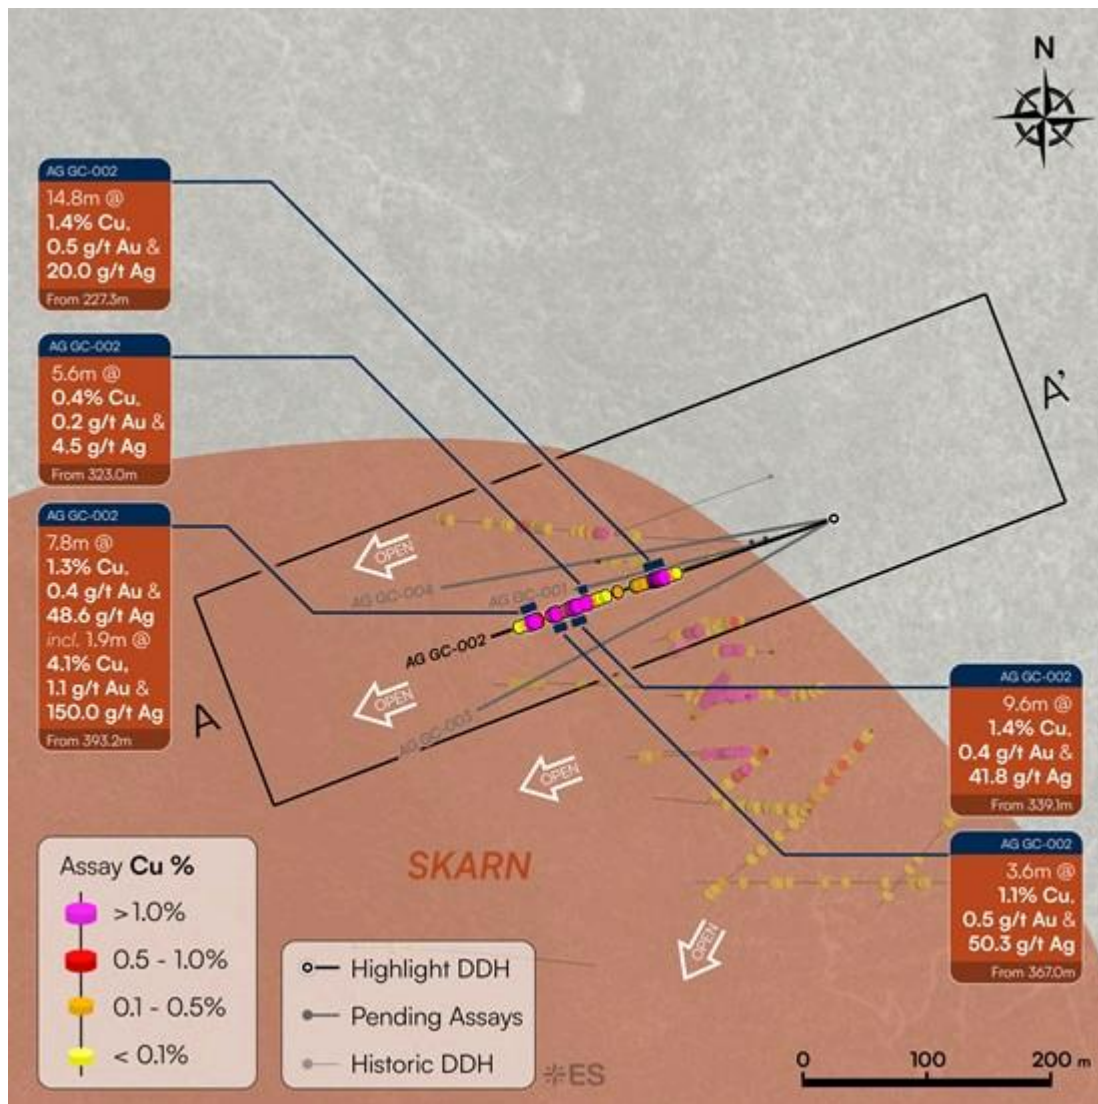 N
AG GC-002
14.8m @
1.4% Cu,
0.5 g/t Au &
20.0 g/t Ag
From 227.3m
AG GC-002
5.6m @
0.4% Cu,
0.2 g/t Au &
4.5 g/t Ag
From 323.0m
AG GC-002
7.8m @
1.3% Cu,
0.4 g/t Au &
48.6 g/t Ag
incl. 1.9m @
4.1% Cu,
1.1 g/t Au &
150.0 g/t Ag
From 393.2m
A'
OPEN
AG GC-004
AG GC-001
AG GC-002
OPEN
AG GC-003
A
OPEN
AG GC-002
9.6m @
1.4% Cu,
0.4 g/t Au &
41.8 g/t Ag
From 339.1m
AG GC-002
3.6m @
1.1% Cu,
0.5 g/t Au &
50.3 g/t Ag
From 367.0m
SKARN
OPEN
Assay Cu %
>1.0%
0.5 - 1.0%
0.1 - 0.5%
< 0.1%
Highlight DDH
Pending Assays
Historic DDH
ES
0 100 200 m